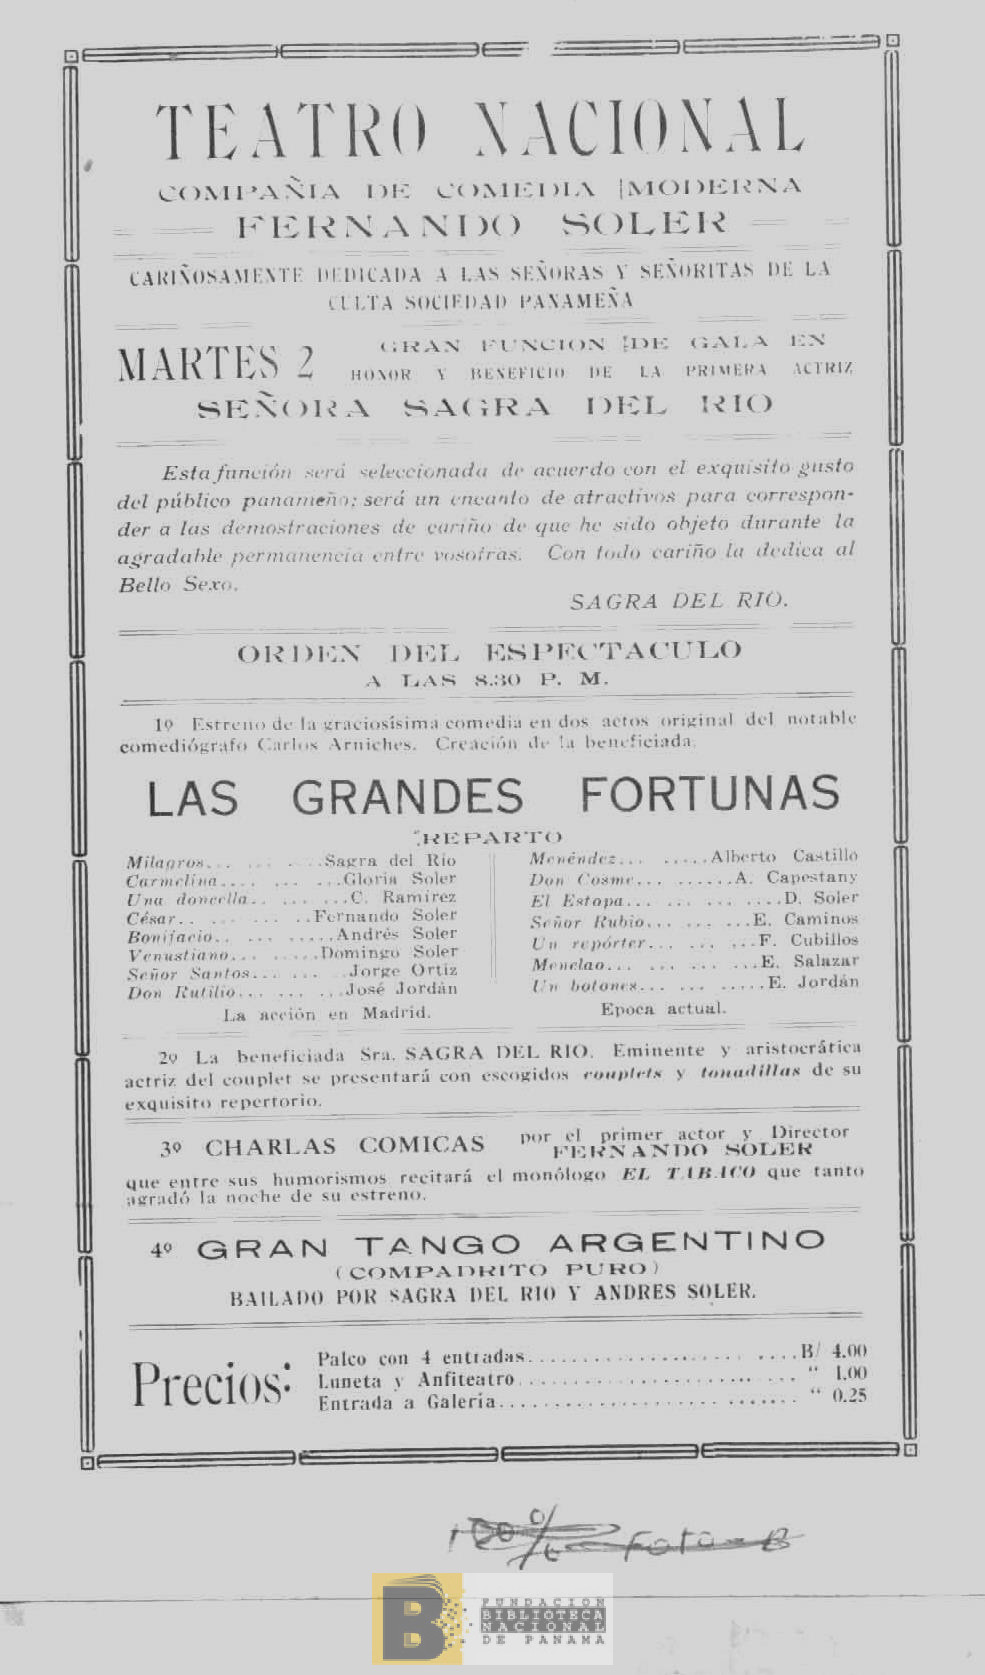 TEATRO NACIONAL
COMPAÑIA DE COMEDIA MODERNA
FERNANDO SOLER
CARIÑOSAMENTE DEDICADA A LAS SEÑORAS Y SEÑORITAS DE LA
CULTA SOCIEDAD PANAMEÑA
MARTES 2 GRAN FUNCION DE GALA EN
HONOR Y BENEFICIO DE LA PRIMERA ACTRIZ
SEÑORA SAGRA DEL RIO
Esta función será seleccionada de acuerdo con el exquisito gusto
del público panameño; será un encanto de atractivos para correspon-
der a las demostraciones de cariño de que he sido objeto durante la
agradable permanencia entre vosotras. Con todo cariño la dedica al
Bello Sexo.
SAGRA DEL RIO.
ORDEN DEL ESPECTACULO
A LAS 8.30 P. M.
1º Estreno de la graciosísima comedia en dos actos original del notable
comediógrafo Carlos Arniches. Creación de la beneficiada.
LAS GRANDES FORTUNAS
REPARTO
Milagros... ... ... ...Sagra del Río
Carmelina.... ... ...Gloria Soler
Una doncella.. ... ...C. Ramírez
César.. ... ... ..Fernando Soler
Bonifacio.. ... .....Andrés Soler
Venustiano... .....Domingo Soler
Señor Santos... ... ..Jorge Ortiz
Don Rutilio... ... ...José Jordán
La acción en Madrid.
Menéndez... .....Alberto Castillo
Don Cosme... ......A. Capestany
El Estopa... ... ... ....D. Soler
Señor Rubio... ... ...E. Caminos
Un repórter... ... ...F. Cubillos
Menelao... ... ... ...E. Salazar
Un botones... ... .....E. Jordán
Epoca actual.
2º La beneficiada Sra. SAGRA DEL RIO. Eminente y aristocrática
actriz del couplet se presentará con escogidos couplets y tonadillas de su
exquisito repertorio.
3º CHARLAS COMICAS por el primer actor y Director
FERNANDO SOLER
que entre sus humorismos recitará el monólogo EL TABACO que tanto
agradó la noche de su estreno.
4º GRAN TANGO ARGENTINO
(COMPADRITO PURO)
BAILADO POR SAGRA DEL RIO Y ANDRES SOLER.
Precios:
Palco con 4 entradas........................B/ 4.00
Luneta y Anfiteatro........................ " 1.00
Entrada a Galería.......................... " 0.25
100 % Foto-B
B FUNDACION
BIBLIOTECA
NACIONAL
DE PANAMA